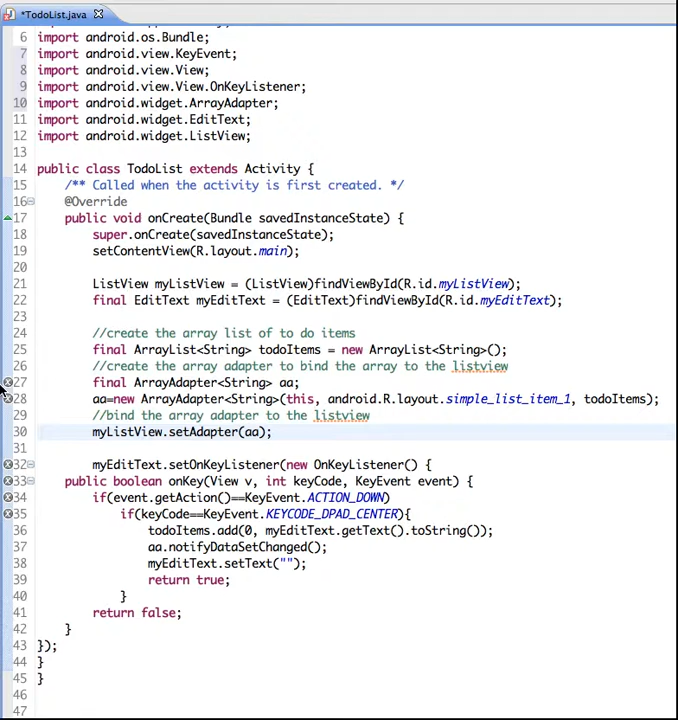 *TodoList.java
6 import android.os.Bundle;
7 import android.view.KeyEvent;
8 import android.view.View;
9 import android.view.View.OnKeyListener;
10 import android.widget.ArrayAdapter;
11 import android.widget.EditText;
12 import android.widget.ListView;
13
14 public class TodoList extends Activity {
15 /** Called when the activity is first created. */
16 @Override
17 public void onCreate(Bundle savedInstanceState) {
18 super.onCreate(savedInstanceState);
19 setContentView(R.layout.main);
20
21 ListView myListView = (ListView)findViewById(R.id.myListView);
22 final EditText myEditText = (EditText)findViewById(R.id.myEditText);
23
24 //create the array list of to do items
25 final ArrayList<String> todoItems = new ArrayList<String>();
26 //create the array adapter to bind the array to the listview
27 final ArrayAdapter<String> aa;
28 aa=new ArrayAdapter<String>(this, android.R.layout.simple_list_item_1, todoItems);
29 //bind the array adapter to the listview
30 myListView.setAdapter(aa);
31
32 myEditText.setOnKeyListener(new OnKeyListener() {
33 public boolean onKey(View v, int keyCode, KeyEvent event) {
34 if(event.getAction()==KeyEvent.ACTION_DOWN)
35 if(keyCode==KeyEvent.KEYCODE_DPAD_CENTER){
36 todoItems.add(0, myEditText.getText().toString());
37 aa.notifyDataSetChanged();
38 myEditText.setText("");
39 return true;
40 }
41 return false;
42 }
43 });
44 }
45 }
46
47